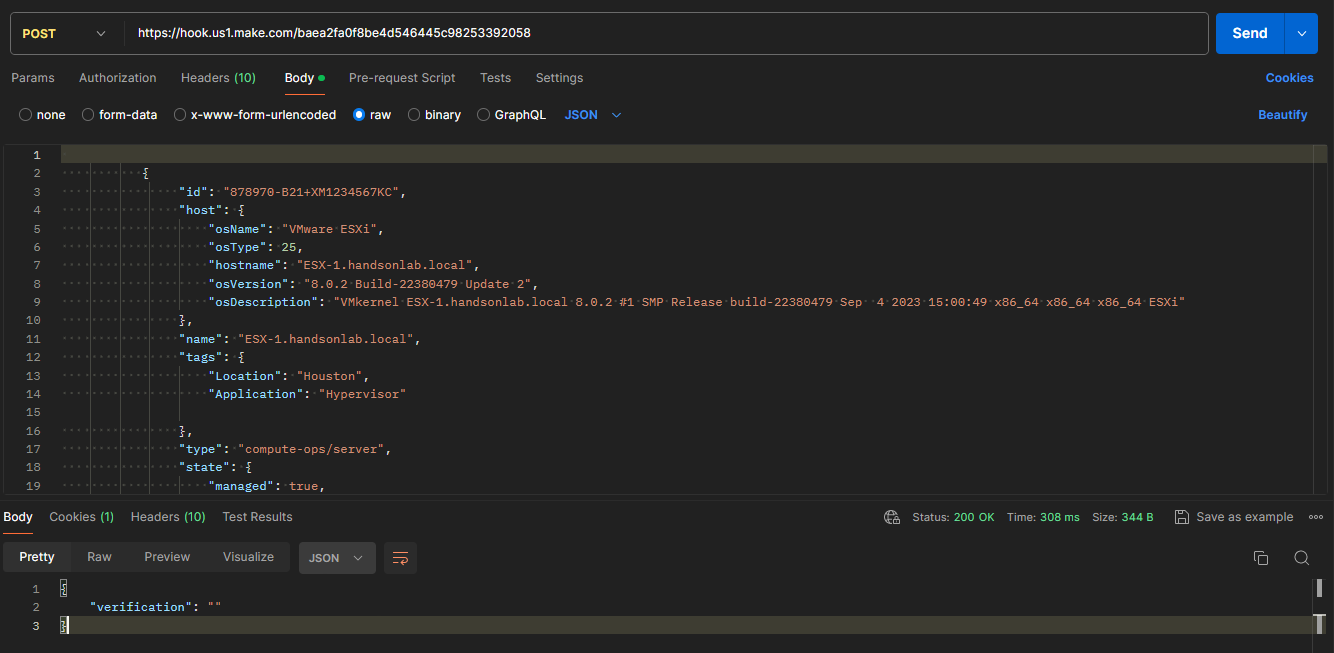 POST https://hook.us1.make.com/baea2fa0f8be4d546445c98253392058 Send
Params Authorization Headers (10) Body Pre-request Script Tests Settings Cookies
none form-data x-www-form-urlencoded raw binary GraphQL JSON Beautify
1
2 {
3 "id": "878970-B21+XM1234567KC",
4 "host": {
5 "osName": "VMware ESXi",
6 "osType": 25,
7 "hostname": "ESX-1.handsonlab.local",
8 "osVersion": "8.0.2 Build-22380479 Update 2",
9 "osDescription": "VMkernel ESX-1.handsonlab.local 8.0.2 #1 SMP Release build-22380479 Sep  4 2023 15:00:49 x86_64 x86_64 x86_64 ESXi"
10 },
11 "name": "ESX-1.handsonlab.local",
12 "tags": {
13 "Location": "Houston",
14 "Application": "Hypervisor"
15
16 },
17 "type": "compute-ops/server",
18 "state": {
19 "managed": true,
Body Cookies (1) Headers (10) Test Results Status: 200 OK Time: 308 ms Size: 344 B Save as example
Pretty Raw Preview Visualize JSON
1 {
2 "verification": ""
3 }